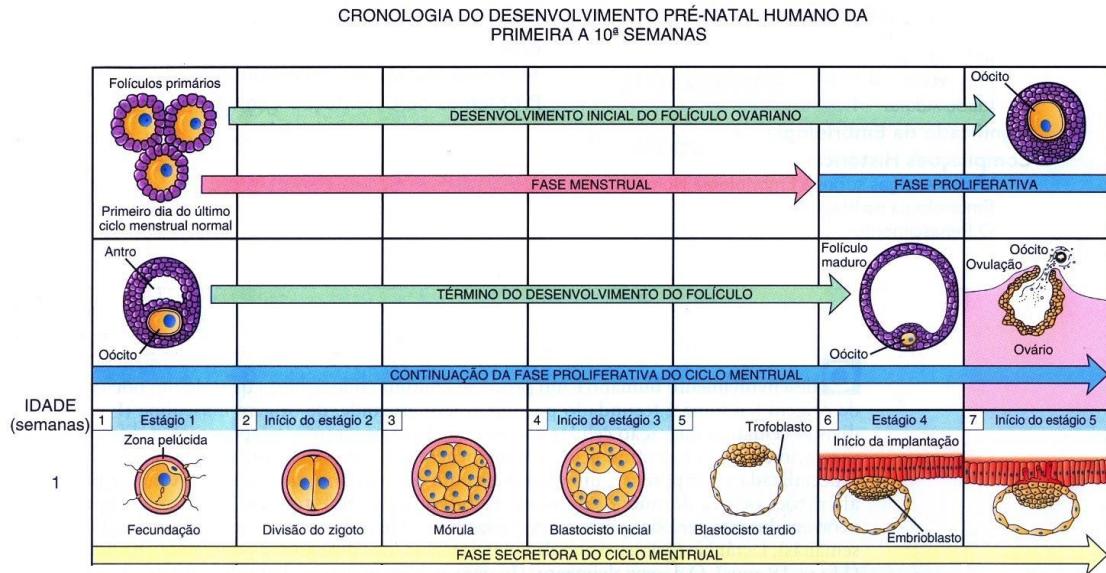 CRONOLOGIA DO DESENVOLVIMENTO PRÉ-NATAL HUMANO DA
PRIMEIRA A 10ª SEMANAS
Folículos primários
Oócito
DESENVOLVIMENTO INICIAL DO FOLÍCULO OVARIANO
FASE MENSTRUAL
FASE PROLIFERATIVA
Primeiro dia do último
ciclo menstrual normal
Antro
Oócito
TÉRMINO DO DESENVOLVIMENTO DO FOLÍCULO
Folículo
maduro
Oócito
Oócito
Ovulação
Ovário
CONTINUAÇÃO DA FASE PROLIFERATIVA DO CICLO MENTRUAL
IDADE
(semanas)
1
1 Estágio 1
Zona pelúcida
Fecundação
2 Início do estágio 2
Divisão do zigoto
3
Mórula
4 Início do estágio 3
Blastocisto inicial
5
Trofoblasto
Blastocisto tardio
6 Estágio 4
Início da implantação
Embrioblasto
7 Início do estágio 5
FASE SECRETORA DO CICLO MENTRUAL